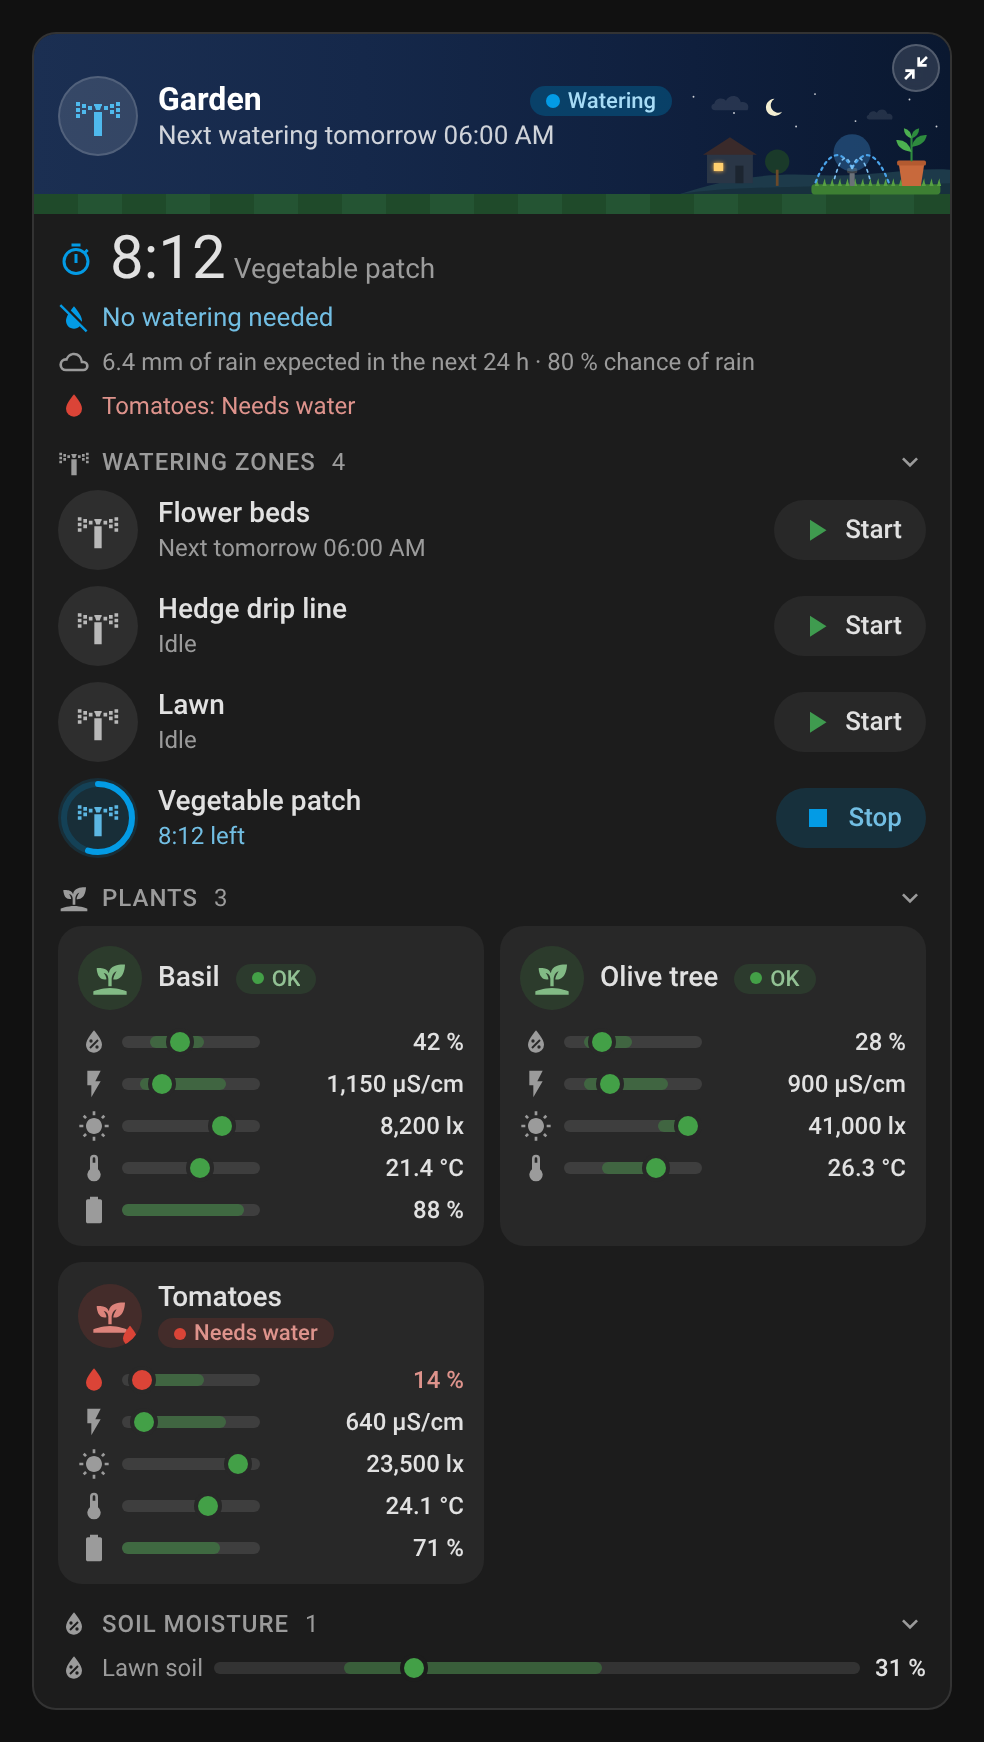 Garden
Watering
Next watering tomorrow 06:00 AM
8:12 Vegetable patch
No watering needed
6.4 mm of rain expected in the next 24 h · 80 % chance of rain
Tomatoes: Needs water
WATERING ZONES 4
Flower beds
Next tomorrow 06:00 AM
Start
Hedge drip line
Idle
Start
Lawn
Idle
Start
Vegetable patch
8:12 left
Stop
PLANTS 3
Basil OK
42 %
1,150 µS/cm
8,200 lx
21.4 °C
88 %
Olive tree OK
28 %
900 µS/cm
41,000 lx
26.3 °C
Tomatoes
Needs water
14 %
640 µS/cm
23,500 lx
24.1 °C
71 %
SOIL MOISTURE 1
Lawn soil 31 %